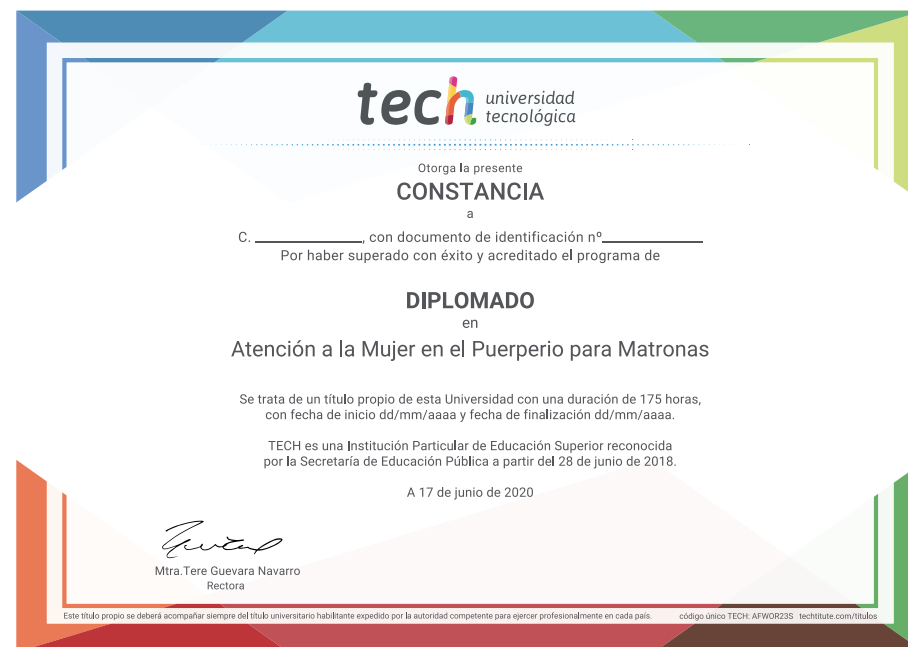 tech universidad
tecnológica
Otorga la presente
CONSTANCIA
a
C. ____________, con documento de identificación nº____________
Por haber superado con éxito y acreditado el programa de
DIPLOMADO
en
Atención a la Mujer en el Puerperio para Matronas
Se trata de un título propio de esta Universidad con una duración de 175 horas,
con fecha de inicio dd/mm/aaaa y fecha de finalización dd/mm/aaaa.
TECH es una Institución Particular de Educación Superior reconocida
por la Secretaría de Educación Pública a partir del 28 de junio de 2018.
A 17 de junio de 2020
Mtra.Tere Guevara Navarro
Rectora
Este título propio se deberá acompañar siempre del título universitario habilitante expedido por la autoridad competente para ejercer profesionalmente en cada país. código único TECH: AFWOR23S techtitute.com/titulos